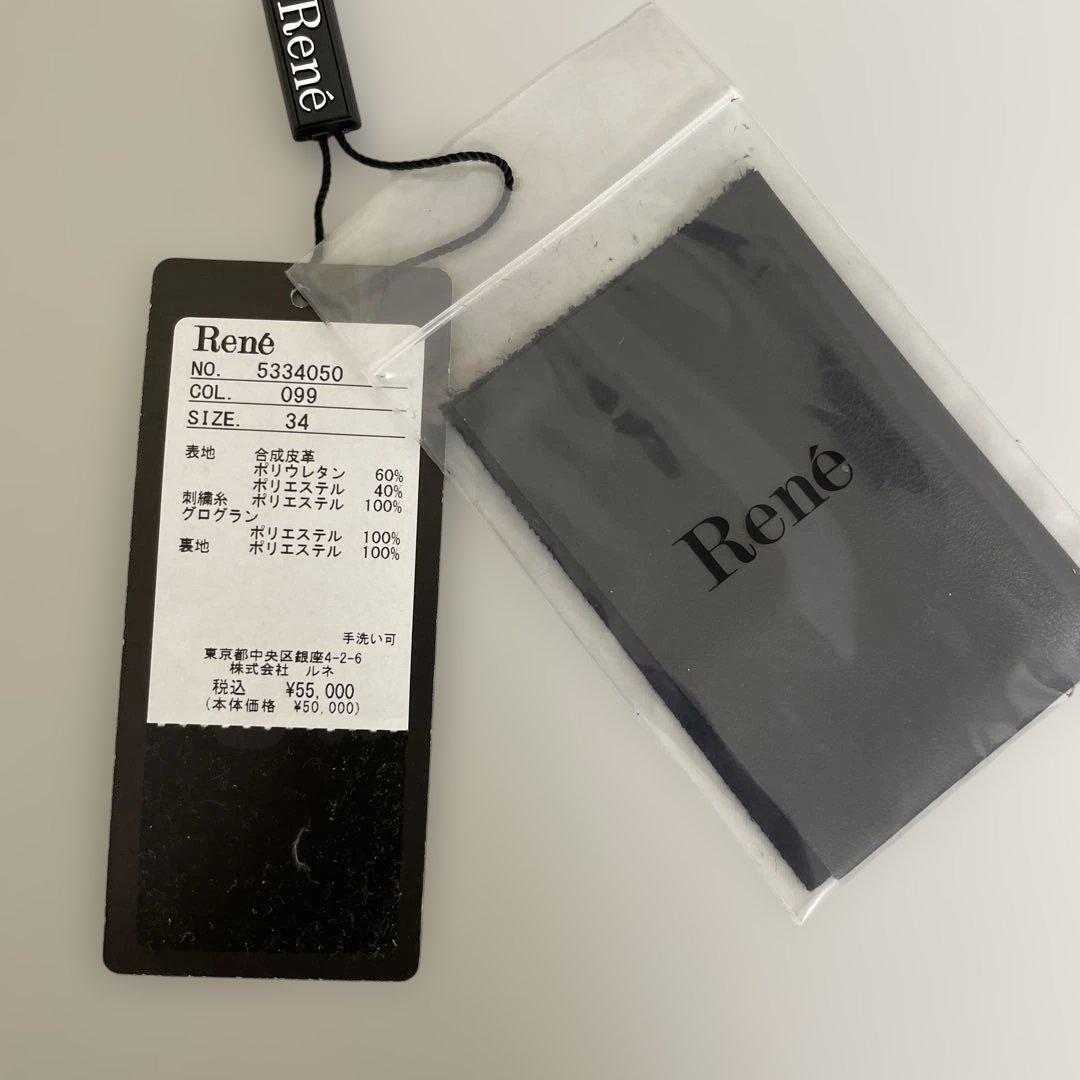 René
René
NO. 5334050
COL. 099
SIZE. 34
表地 合成皮革
ポリウレタン 60%
ポリエステル 40%
刺繍糸 ポリエステル 100%
グログラン
ポリエステル 100%
裏地 ポリエステル 100%
手洗い可
東京都中央区銀座4-2-6
株式会社 ルネ
税込 ¥55,000
(本体価格 ¥50,000)
René